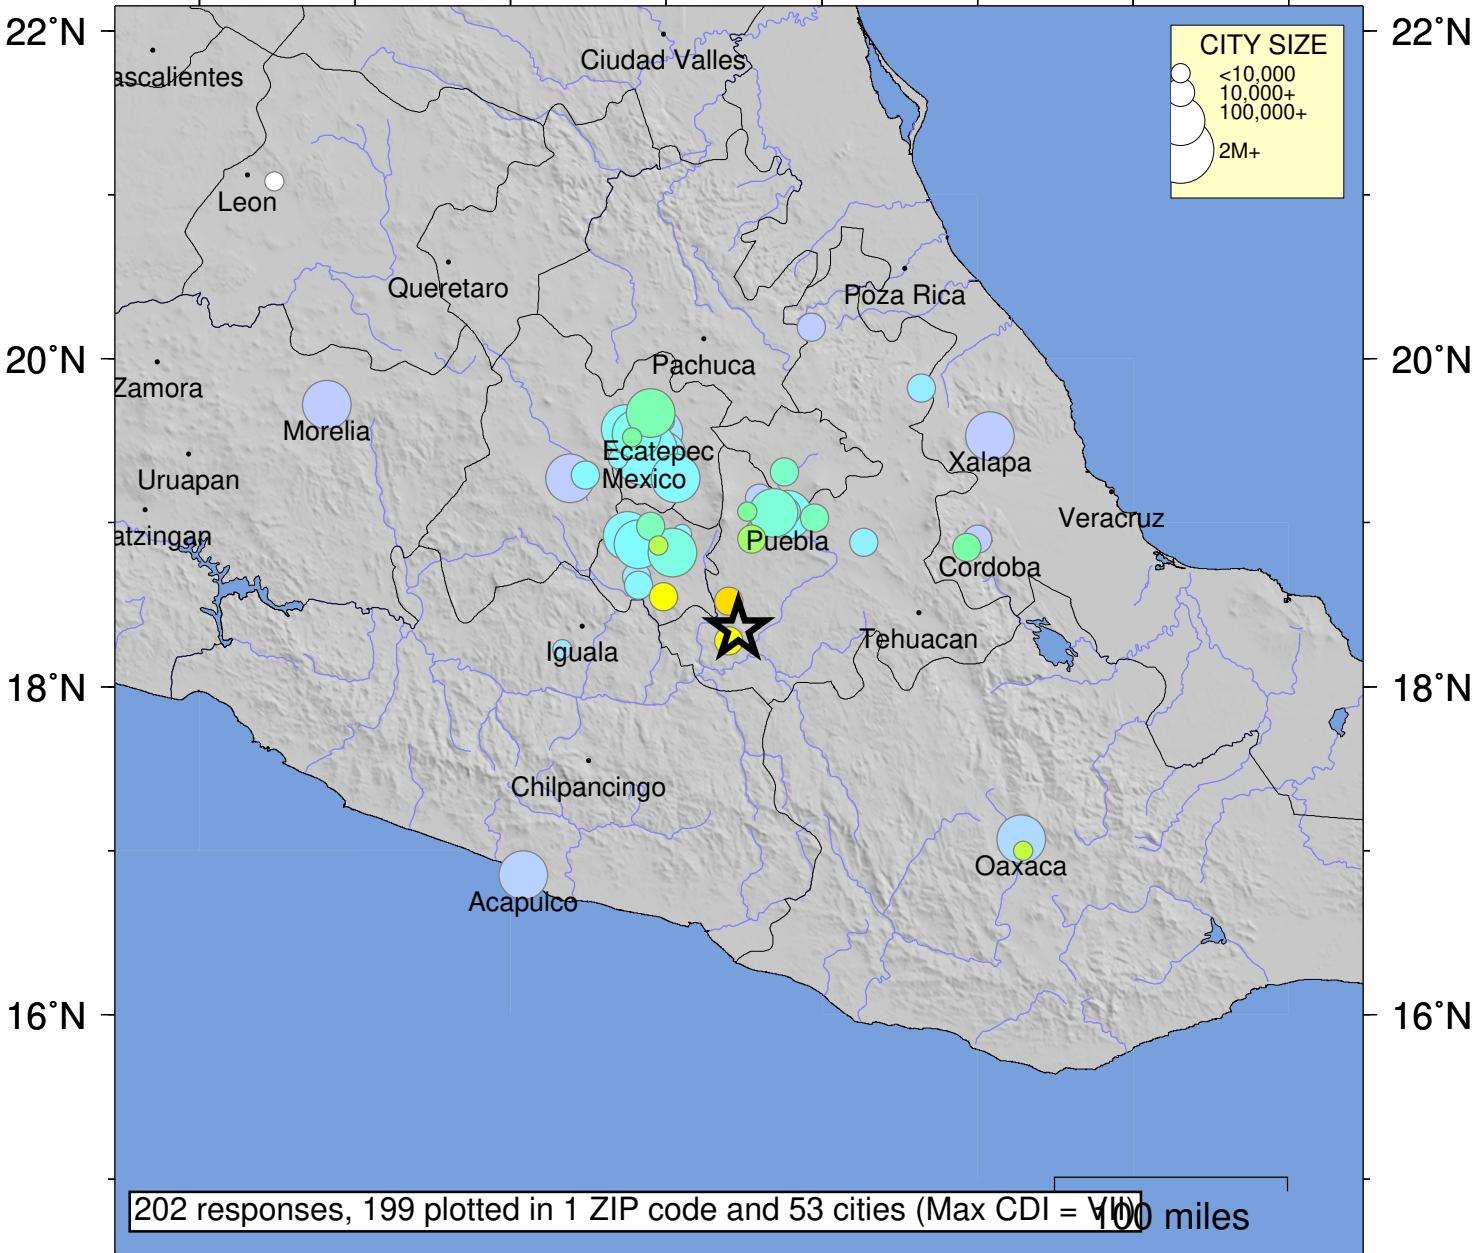 22°N
22°N
CITY SIZE
<10,000
10,000+
100,000+
2M+
Ciudad Valles
ascalientes
Leon
Queretaro
Poza Rica
20°N
20°N
Pachuca
Zamora
Morelia
Ecatepec
Xalapa
Mexico
Uruapan
Veracruz
atzingan
Puebla
Cordoba
Tehuacan
Iguala
18°N
18°N
Chilpancingo
Oaxaca
Acapulco
16°N
16°N
202 responses, 199 plotted in 1 ZIP code and 53 cities (Max CDI = VII)
100 miles